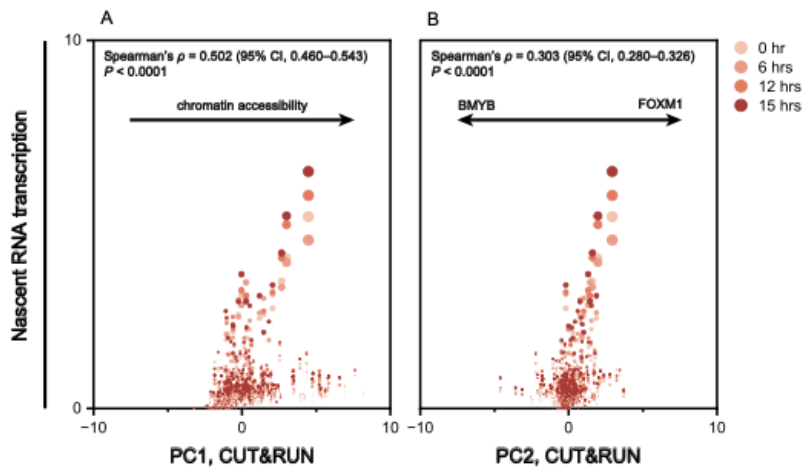 A
B
Nascent RNA transcription
10
0
Spearman's ρ = 0.502 (95% CI, 0.460–0.543)
P < 0.0001
chromatin accessibility
−10
0
10
PC1, CUT&RUN
Spearman's ρ = 0.303 (95% CI, 0.280–0.326)
P < 0.0001
BMYB
FOXM1
−10
0
10
PC2, CUT&RUN
0 hr
6 hrs
12 hrs
15 hrs